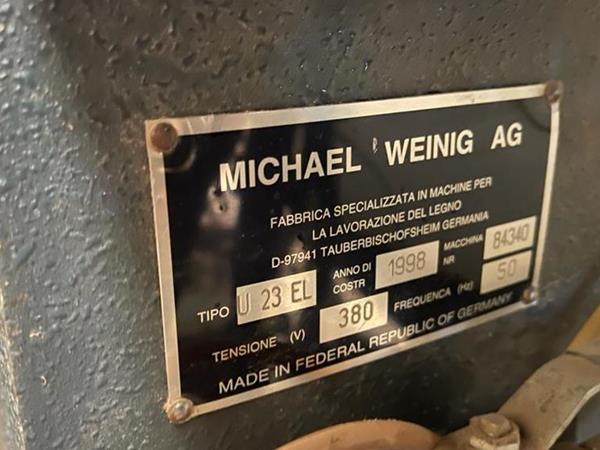 MICHAEL WEINIG AG
FABBRICA SPECIALIZZATA IN MACHINE PER
LA LAVORAZIONE DEL LEGNO
D-97941 TAUBERBISCHOFSHEIM GERMANIA
TIPO U 23 EL ANNO DI COSTR 1998 MACCHINA NR 84340
TENSIONE (V) 380 FREQUENCA (Hz) 50
MADE IN FEDERAL REPUBLIC OF GERMANY